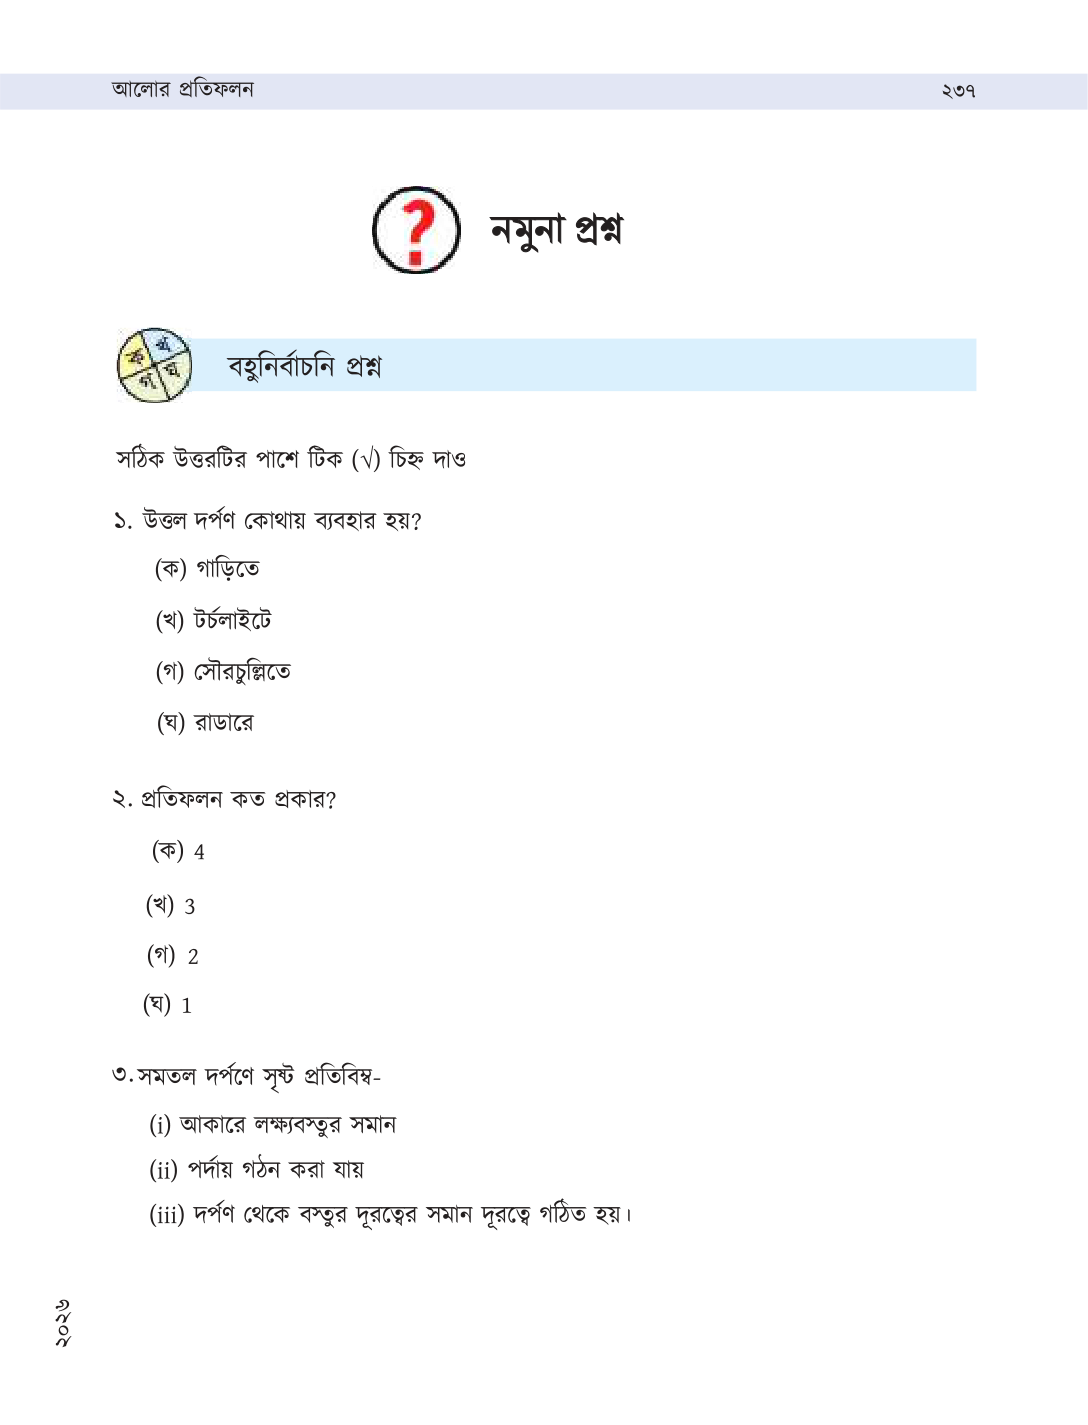 আলোর প্রতিফলন ২৩৭
? নমুনা প্রশ্ন
ক খ গ ঘ
বহুনির্বাচনি প্রশ্ন
সঠিক উত্তরটির পাশে টিক (√) চিহ্ন দাও
১. উত্তল দর্পণ কোথায় ব্যবহার হয়?
(ক) গাড়িতে
(খ) টর্চলাইটে
(গ) সৌরচুল্লিতে
(ঘ) রাডারে
২. প্রতিফলন কত প্রকার?
(ক) 4
(খ) 3
(গ) 2
(ঘ) 1
৩. সমতল দর্পণে সৃষ্ট প্রতিবিম্ব-
(i) আকারে লক্ষ্যবস্তুর সমান
(ii) পর্দায় গঠন করা যায়
(iii) দর্পণ থেকে বস্তুর দূরত্বের সমান দূরত্বে গঠিত হয়।
২০২৬